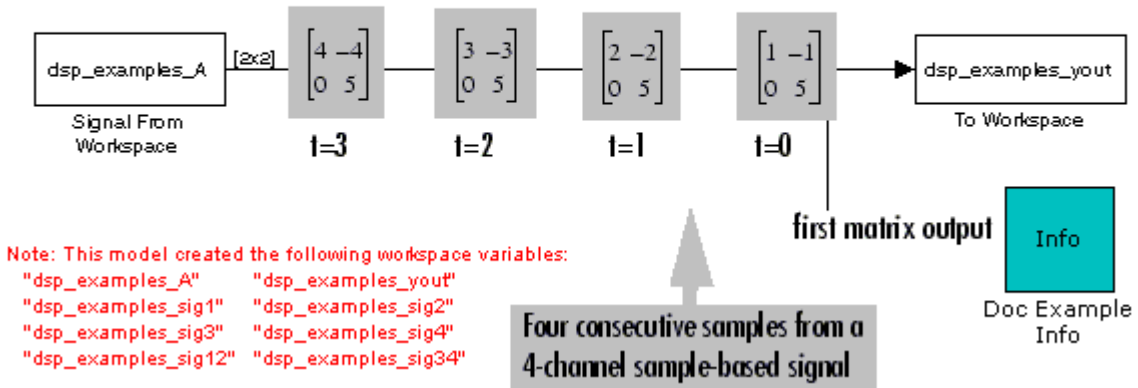 dsp_examples_A
[2x2]
4 -4
0 5
3 -3
0 5
2 -2
0 5
1 -1
0 5
dsp_examples_yout
Signal From
Workspace
t=3
t=2
t=1
t=0
To Workspace
first matrix output
Info
Doc Example
Info
Note: This model created the following workspace variables:
"dsp_examples_A" "dsp_examples_yout"
"dsp_examples_sig1" "dsp_examples_sig2"
"dsp_examples_sig3" "dsp_examples_sig4"
"dsp_examples_sig12" "dsp_examples_sig34"
Four consecutive samples from a
4-channel sample-based signal